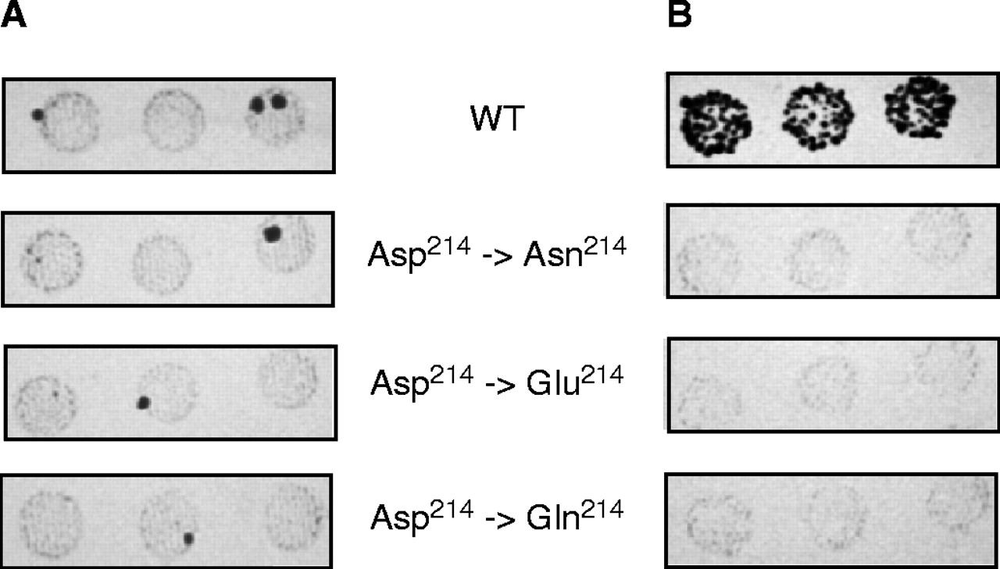 A
B
WT
Asp²¹⁴ -> Asn²¹⁴
Asp²¹⁴ -> Glu²¹⁴
Asp²¹⁴ -> Gln²¹⁴